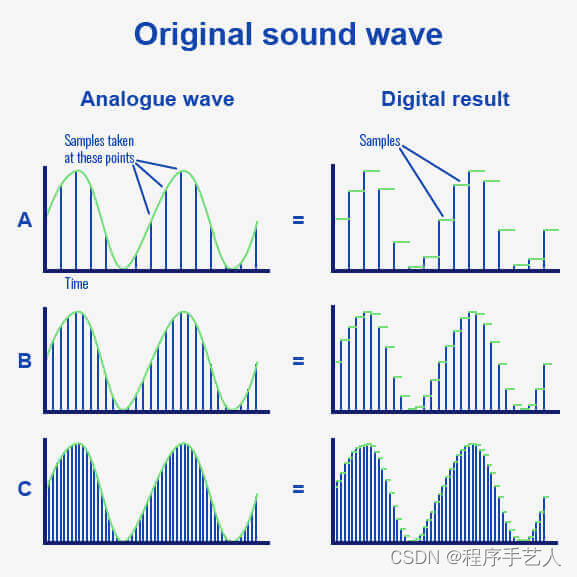 Original sound wave
Analogue wave
Digital result
Samples taken
at these points
Samples
A
=
Time
B
=
C
=
CSDN @程序手艺人